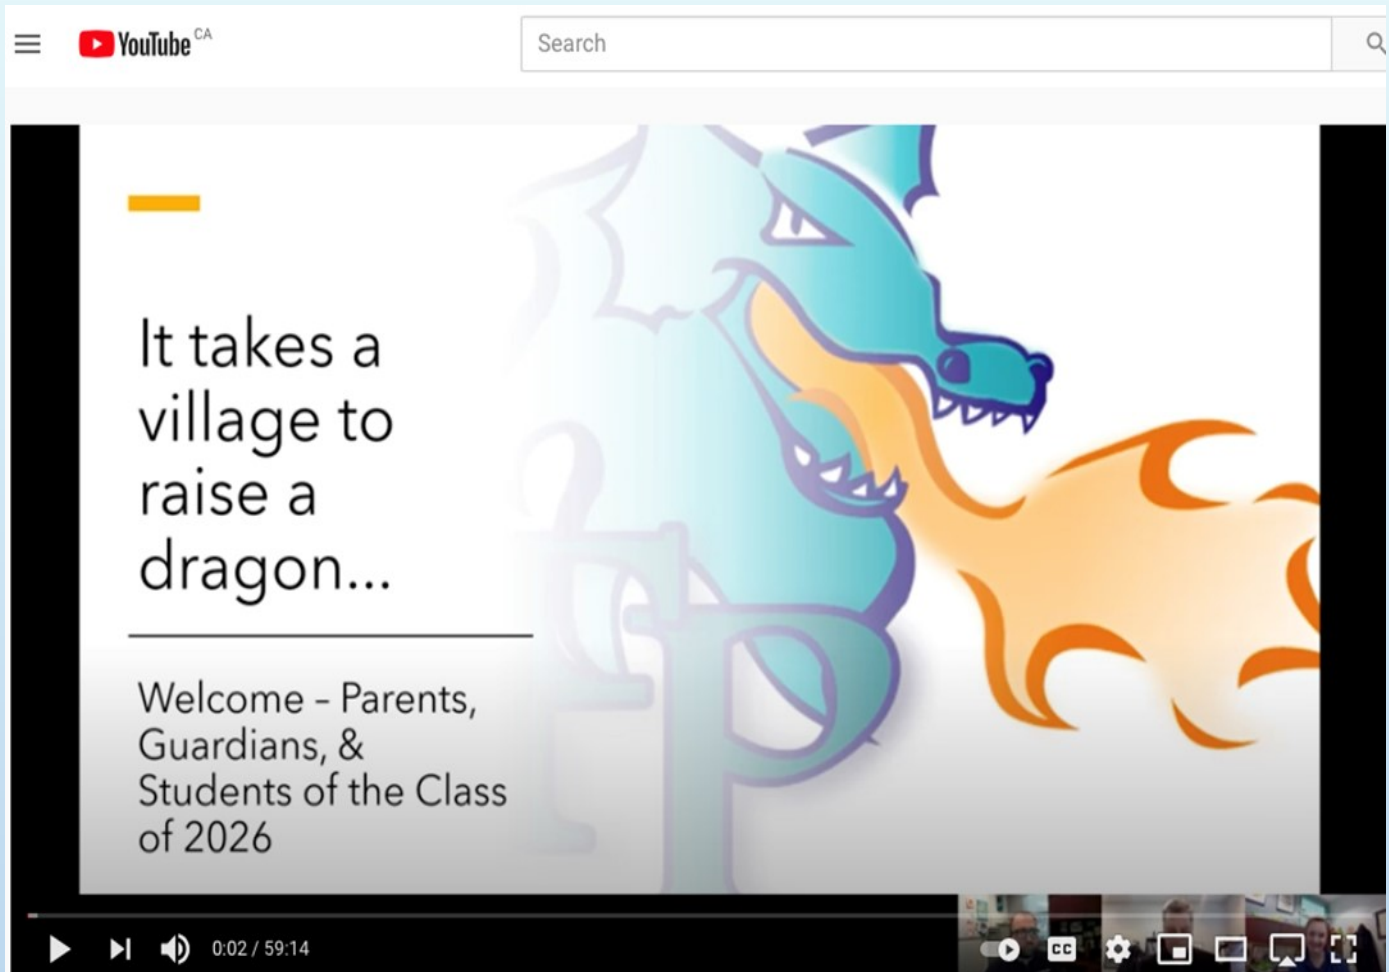 YouTube CA
Search
It takes a
village to
raise a
dragon...
Welcome – Parents,
Guardians, &
Students of the Class
of 2026
FP
0:02 / 59:14
CC